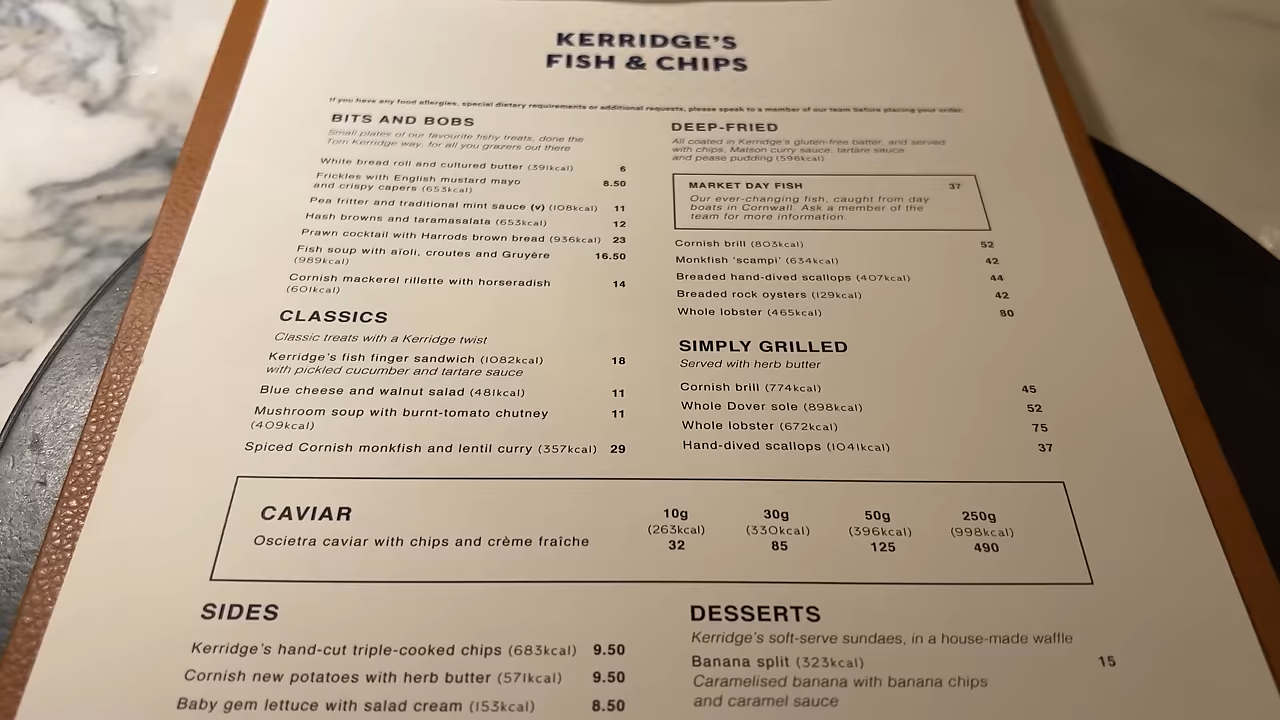 KERRIDGE'S
FISH & CHIPS
If you have any food allergies, special dietary requirements or additional requests, please speak to a member of our team before placing your order.
BITS AND BOBS
Small plates of our favourite fishy treats, done the
Tom Kerridge way, for all you grazers out there
White bread roll and cultured butter (391kcal) 6
Frickles with English mustard mayo
and crispy capers (653kcal) 8.50
Pea fritter and traditional mint sauce (v) (108kcal) 11
Hash browns and taramasalata (653kcal) 12
Prawn cocktail with Harrods brown bread (936kcal) 23
Fish soup with aïoli, croutes and Gruyère 16.50
(989kcal)
Cornish mackerel rillette with horseradish 14
(601kcal)
CLASSICS
Classic treats with a Kerridge twist
Kerridge's fish finger sandwich (1082kcal) 18
with pickled cucumber and tartare sauce
Blue cheese and walnut salad (481kcal) 11
Mushroom soup with burnt-tomato chutney 11
(409kcal)
Spiced Cornish monkfish and lentil curry (357kcal) 29
DEEP-FRIED
All coated in Kerridge's gluten-free batter, and served
with chips, Matson curry sauce, tartare sauce
and pease pudding (596kcal)
MARKET DAY FISH 37
Our ever-changing fish, caught from day
boats in Cornwall. Ask a member of the
team for more information.
Cornish brill (803kcal) 52
Monkfish 'scampi' (634kcal) 42
Breaded hand-dived scallops (407kcal) 44
Breaded rock oysters (129kcal) 42
Whole lobster (465kcal) 80
SIMPLY GRILLED
Served with herb butter
Cornish brill (774kcal) 45
Whole Dover sole (898kcal) 52
Whole lobster (672kcal) 75
Hand-dived scallops (1041kcal) 37
CAVIAR
Oscietra caviar with chips and crème fraîche
10g 30g 50g 250g
(263kcal) (330kcal) (396kcal) (998kcal)
32 85 125 490
SIDES
Kerridge's hand-cut triple-cooked chips (683kcal) 9.50
Cornish new potatoes with herb butter (571kcal) 9.50
Baby gem lettuce with salad cream (153kcal) 8.50
DESSERTS
Kerridge's soft-serve sundaes, in a house-made waffle
Banana split (323kcal) 15
Caramelised banana with banana chips
and caramel sauce